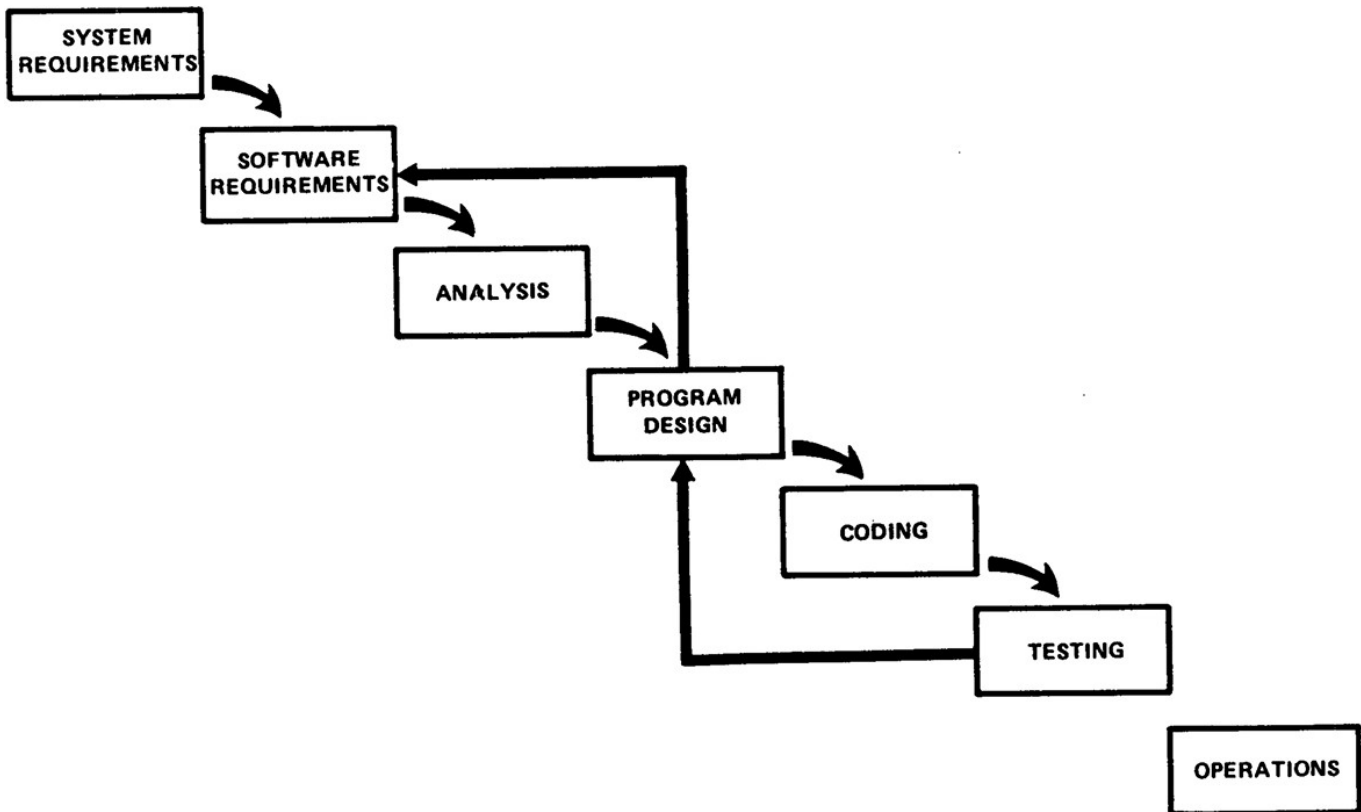 SYSTEM
REQUIREMENTS
SOFTWARE
REQUIREMENTS
ANALYSIS
PROGRAM
DESIGN
CODING
TESTING
OPERATIONS